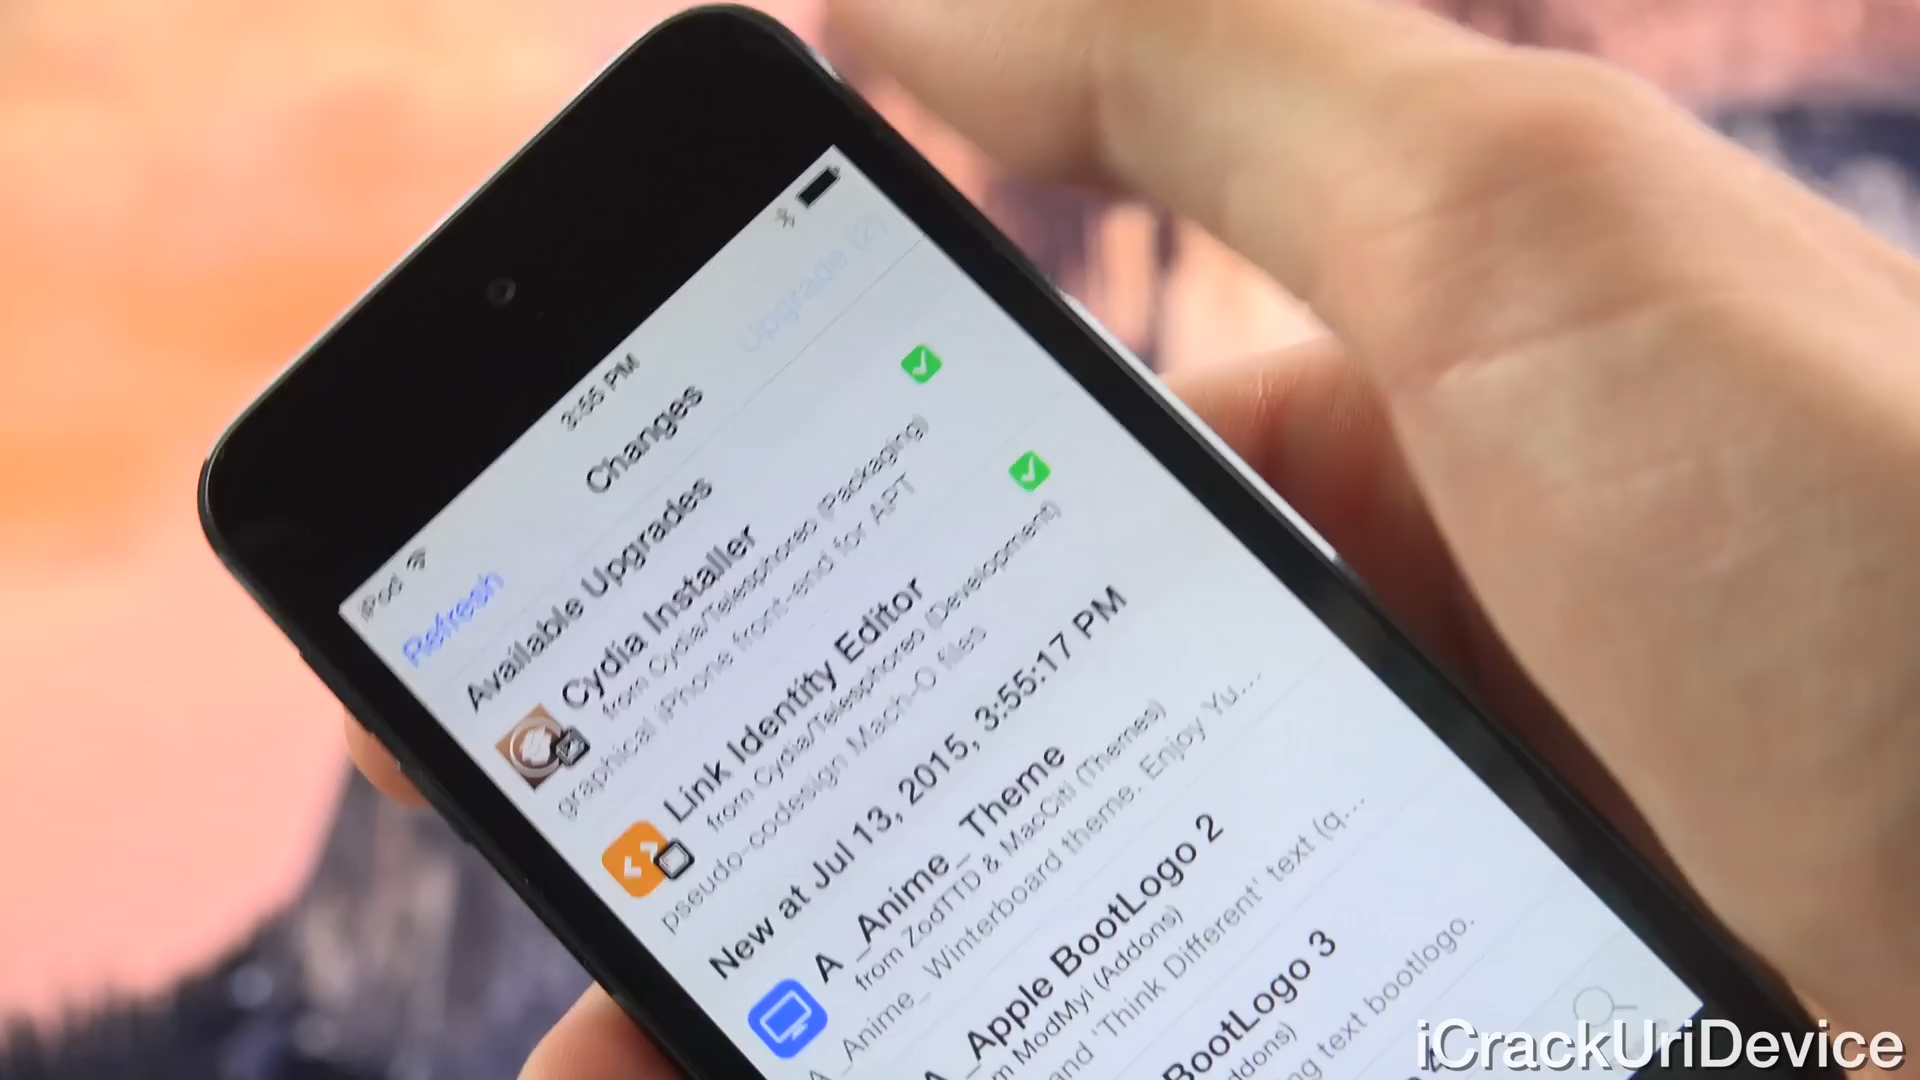 iPod
3:55 PM
Refresh
Changes
Upgrade (2)
Available Upgrades
Cydia Installer
from Cydia/Telesphoreo (Packaging)
graphical iPhone front-end for APT
Link Identity Editor
from Cydia/Telesphoreo (Development)
pseudo-codesign Mach-O files
New at Jul 13, 2015, 3:55:17 PM
A _Anime_ Theme
from ZodTTD & MacCiti (Themes)
A _Anime_ Winterboard theme. Enjoy Yu...
Apple BootLogo 2
m ModMyi (Addons)
and 'Think Different' text (q...
BootLogo 3
ddons)
ng text bootlogo.
iCrackUriDevice